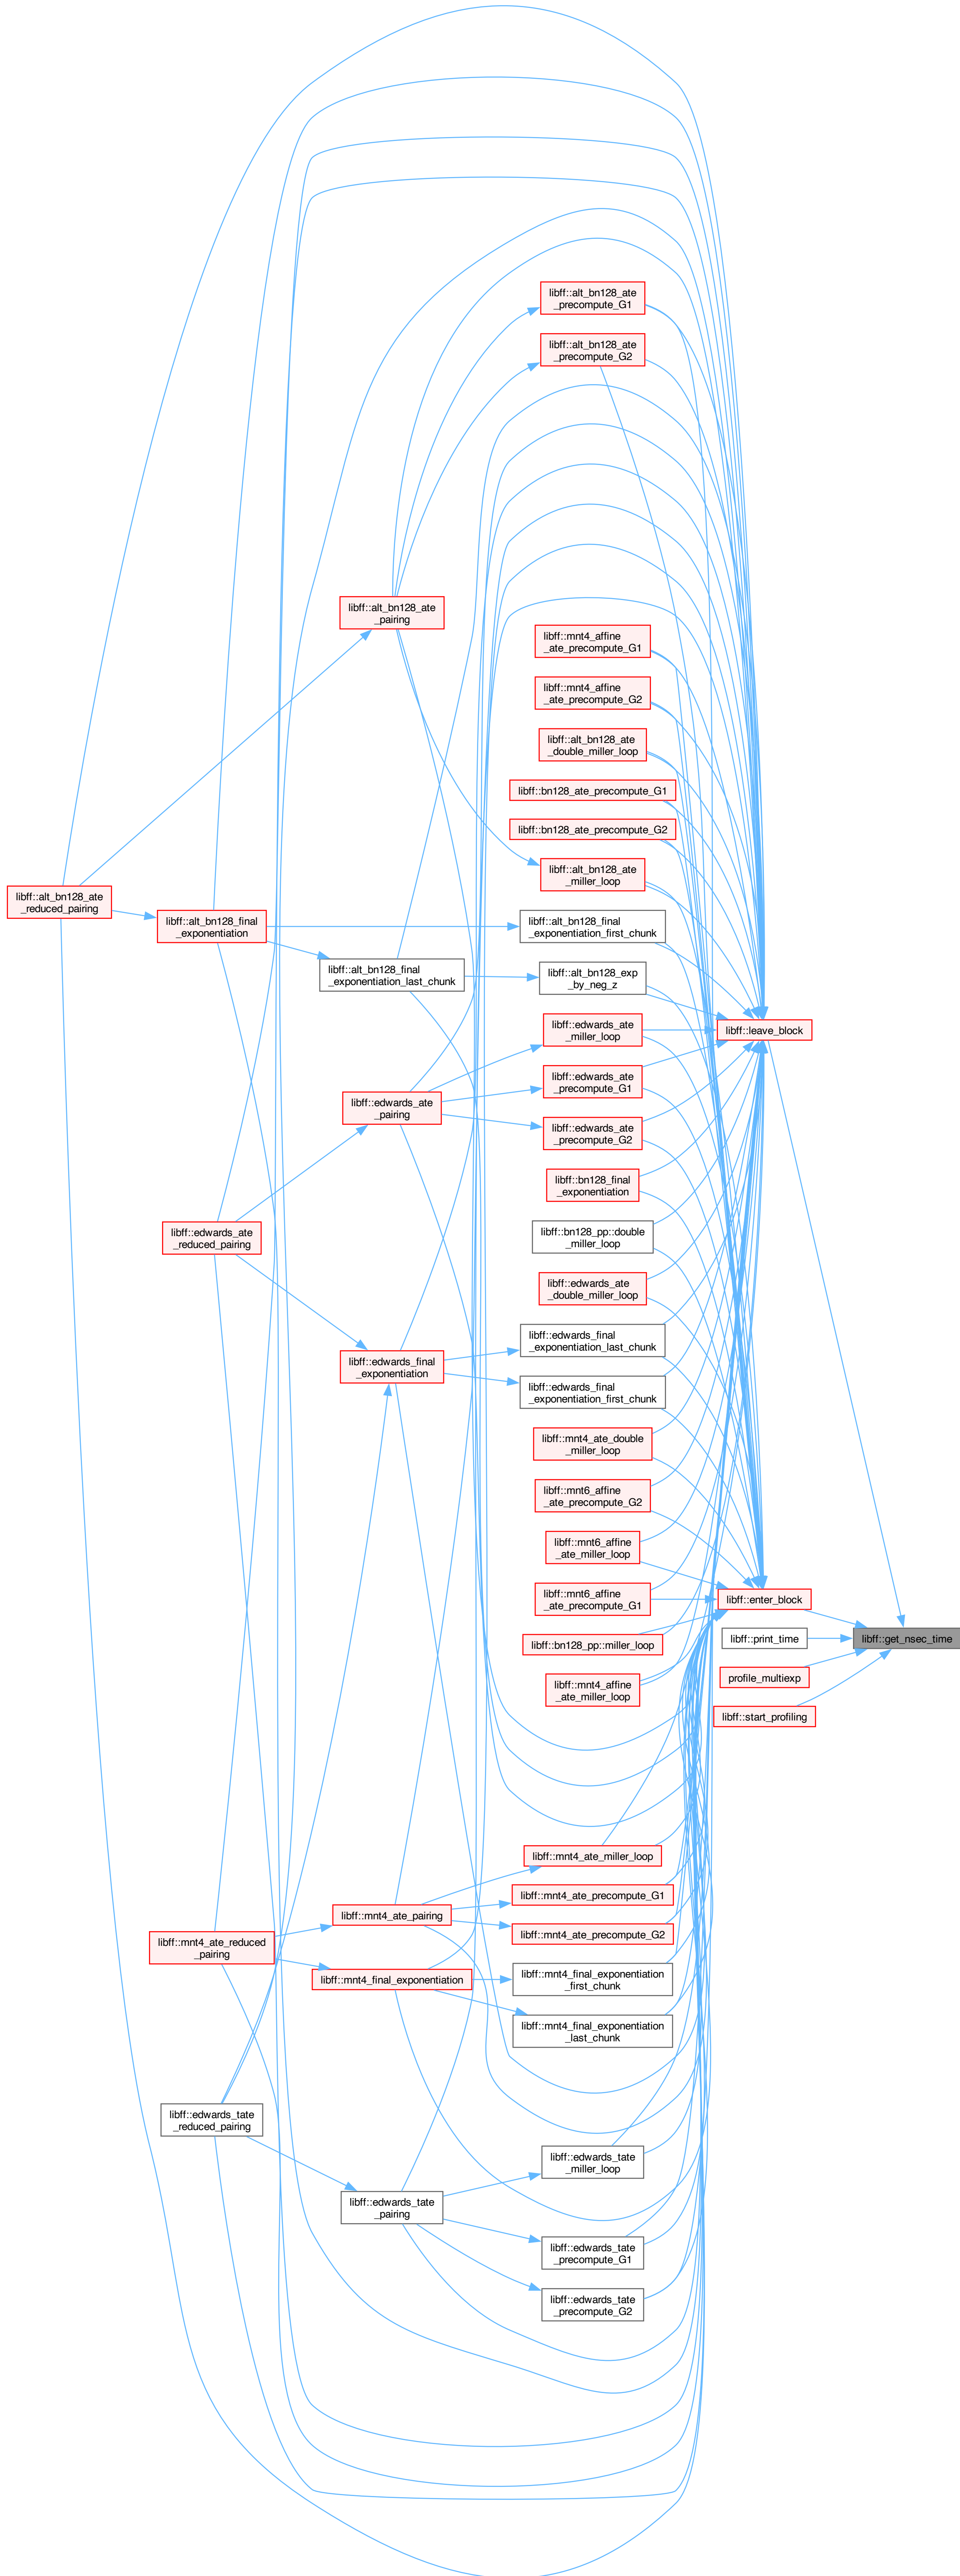 libff::alt_bn128_ate
_precompute_G1
libff::alt_bn128_ate
_precompute_G2
libff::alt_bn128_ate
_pairing
libff::mnt4_affine
_ate_precompute_G1
libff::mnt4_affine
_ate_precompute_G2
libff::alt_bn128_ate
_double_miller_loop
libff::bn128_ate_precompute_G1
libff::bn128_ate_precompute_G2
libff::alt_bn128_ate
_miller_loop
libff::alt_bn128_ate
_reduced_pairing
libff::alt_bn128_final
_exponentiation
libff::alt_bn128_final
_exponentiation_first_chunk
libff::alt_bn128_final
_exponentiation_last_chunk
libff::alt_bn128_exp
_by_neg_z
libff::leave_block
libff::edwards_ate
_miller_loop
libff::edwards_ate
_precompute_G1
libff::edwards_ate
_pairing
libff::edwards_ate
_precompute_G2
libff::bn128_final
_exponentiation
libff::edwards_ate
_reduced_pairing
libff::bn128_pp::double
_miller_loop
libff::edwards_ate
_double_miller_loop
libff::edwards_final
_exponentiation_last_chunk
libff::edwards_final
_exponentiation
libff::edwards_final
_exponentiation_first_chunk
libff::mnt4_ate_double
_miller_loop
libff::mnt6_affine
_ate_precompute_G2
libff::mnt6_affine
_ate_miller_loop
libff::mnt6_affine
_ate_precompute_G1
libff::enter_block
libff::bn128_pp::miller_loop
libff::print_time
libff::get_nsec_time
profile_multiexp
libff::mnt4_affine
_ate_miller_loop
libff::start_profiling
libff::mnt4_ate_miller_loop
libff::mnt4_ate_precompute_G1
libff::mnt4_ate_pairing
libff::mnt4_ate_precompute_G2
libff::mnt4_ate_reduced
_pairing
libff::mnt4_final_exponentiation
libff::mnt4_final_exponentiation
_first_chunk
libff::mnt4_final_exponentiation
_last_chunk
libff::edwards_tate
_reduced_pairing
libff::edwards_tate
_miller_loop
libff::edwards_tate
_pairing
libff::edwards_tate
_precompute_G1
libff::edwards_tate
_precompute_G2